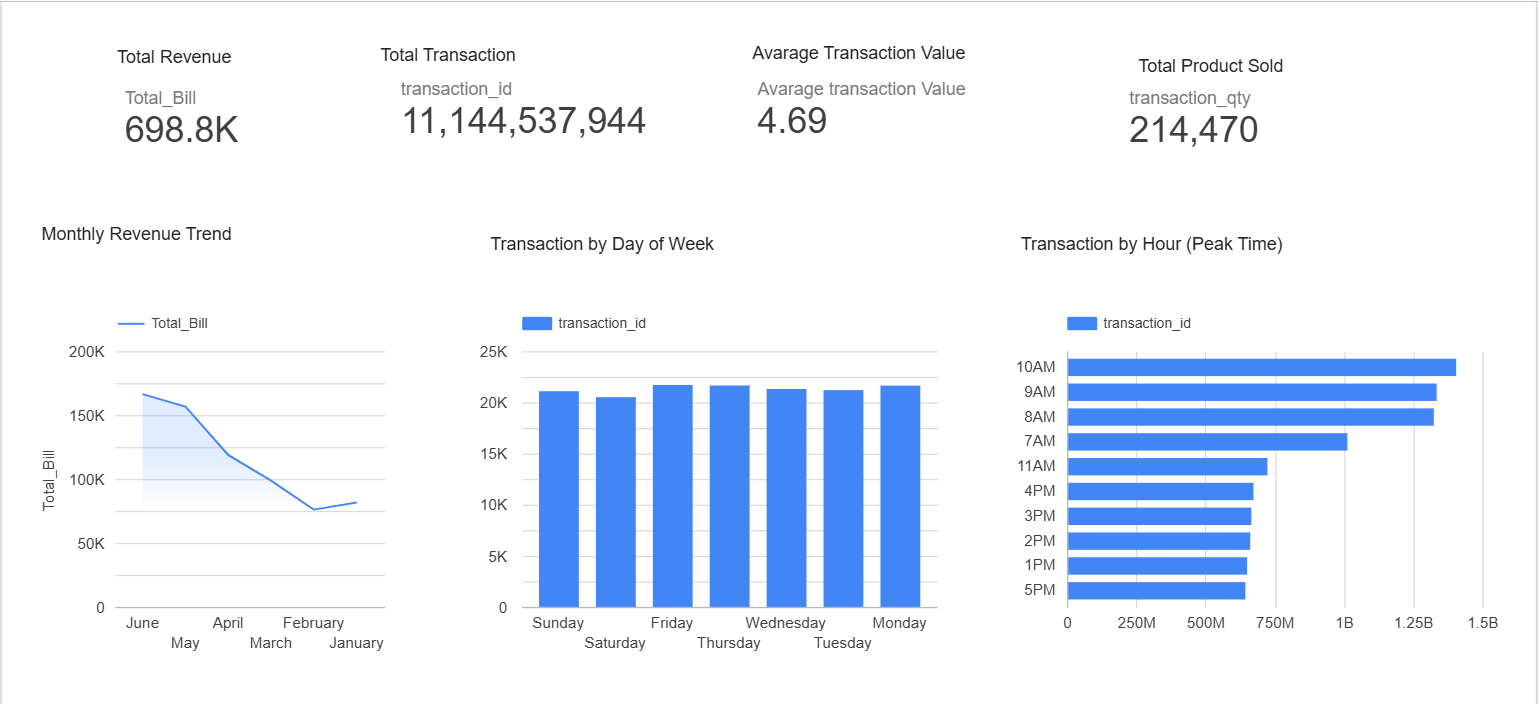 Total Revenue
Total_Bill
698.8K
Total Transaction
transaction_id
11,144,537,944
Avarage Transaction Value
Avarage transaction Value
4.69
Total Product Sold
transaction_qty
214,470
Monthly Revenue Trend
Total_Bill
Total_Bill
200K
150K
100K
50K
0
June
May
April
March
February
January
Transaction by Day of Week
transaction_id
25K
20K
15K
10K
5K
0
Sunday
Saturday
Friday
Thursday
Wednesday
Tuesday
Monday
Transaction by Hour (Peak Time)
transaction_id
10AM
9AM
8AM
7AM
11AM
4PM
3PM
2PM
1PM
5PM
0
250M
500M
750M
1B
1.25B
1.5B